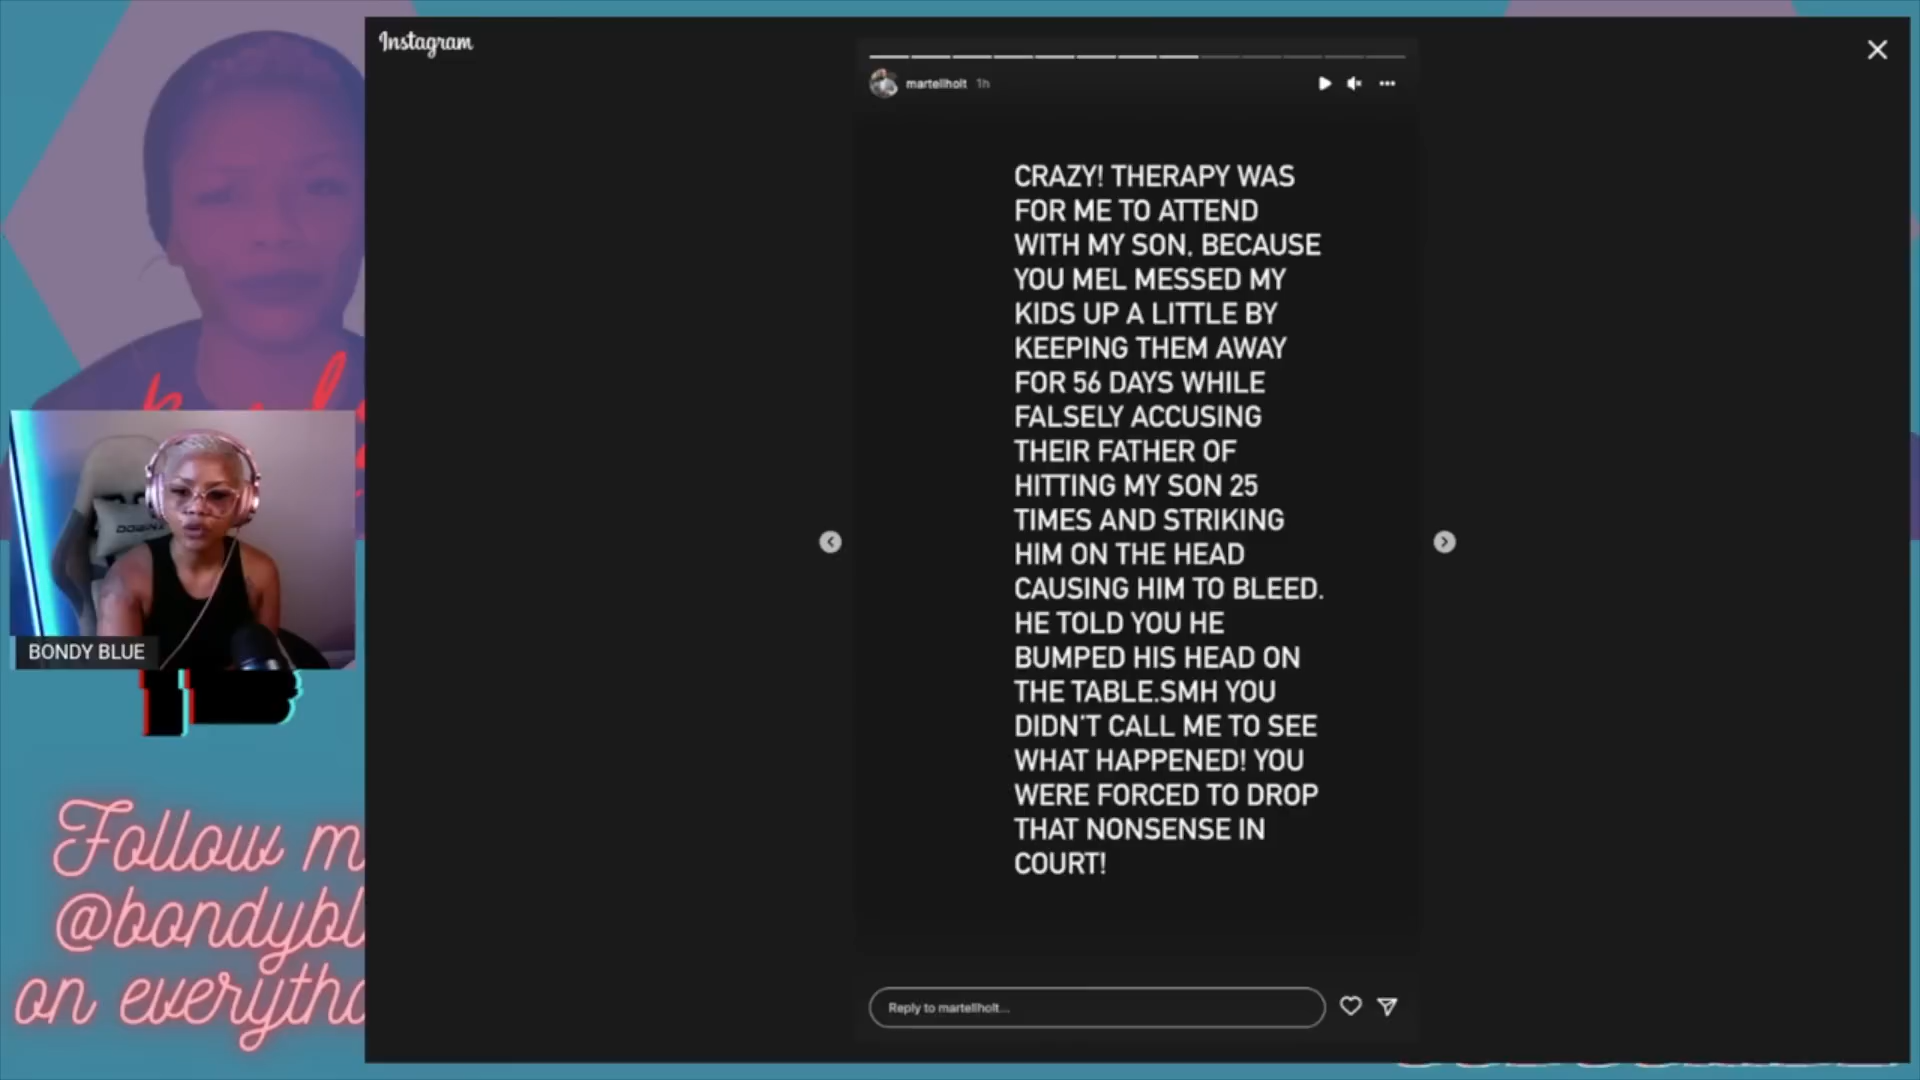 Instagram
martellholt 1h
CRAZY! THERAPY WAS
FOR ME TO ATTEND
WITH MY SON, BECAUSE
YOU MEL MESSED MY
KIDS UP A LITTLE BY
KEEPING THEM AWAY
FOR 56 DAYS WHILE
FALSELY ACCUSING
THEIR FATHER OF
HITTING MY SON 25
TIMES AND STRIKING
HIM ON THE HEAD
CAUSING HIM TO BLEED.
HE TOLD YOU HE
BUMPED HIS HEAD ON
THE TABLE.SMH YOU
DIDN'T CALL ME TO SEE
WHAT HAPPENED! YOU
WERE FORCED TO DROP
THAT NONSENSE IN
COURT!
Reply to martellholt...
BONDY BLUE
Follow m
@bondybl
on everyth